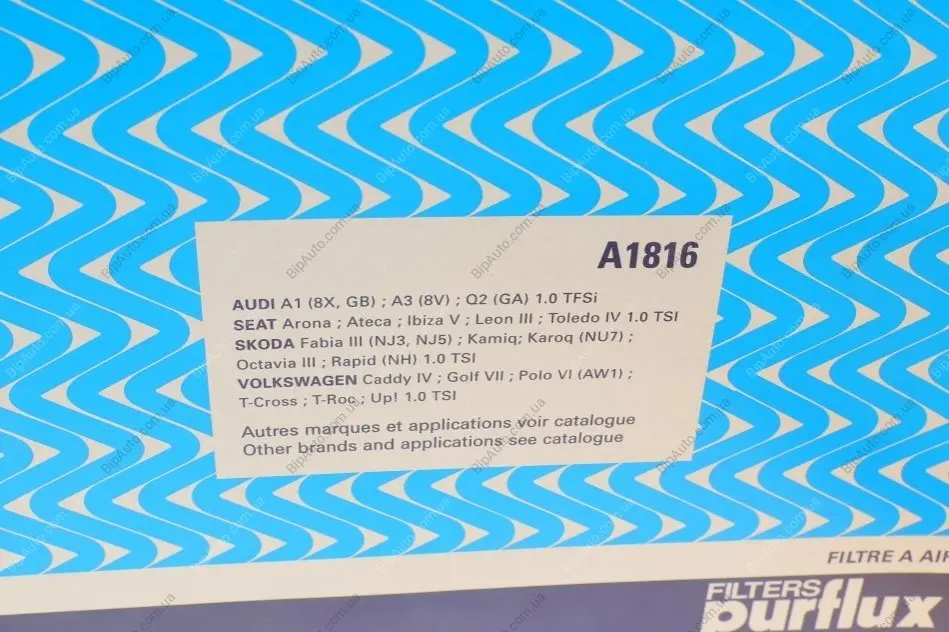 A1816
AUDI A1 (8X, GB) ; A3 (8V) ; Q2 (GA) 1.0 TFSi
SEAT Arona ; Ateca ; Ibiza V ; Leon III ; Toledo IV 1.0 TSI
SKODA Fabia III (NJ3, NJ5) ; Kamiq; Karoq (NU7) ;
Octavia III ; Rapid (NH) 1.0 TSI
VOLKSWAGEN Caddy IV ; Golf VII ; Polo VI (AW1) ;
T-Cross ; T-Roc ; Up! 1.0 TSI
Autres marques et applications voir catalogue
Other brands and applications see catalogue
FILTRE A AIR
FILTERS
purflux
BipAuto.com.ua